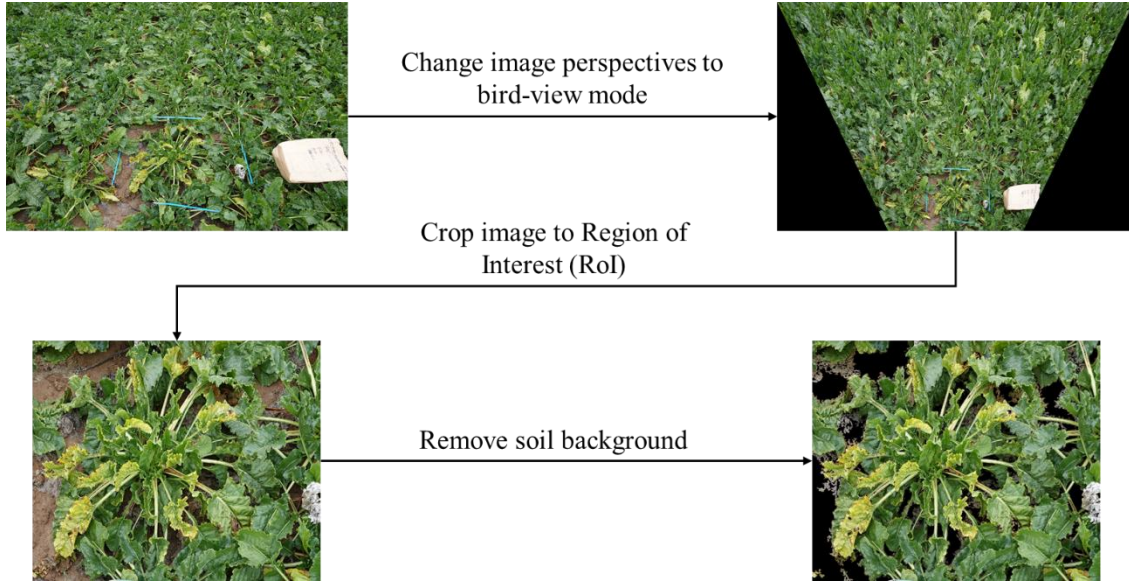 Change image perspectives to
bird-view mode
Crop image to Region of
Interest (RoI)
Remove soil background